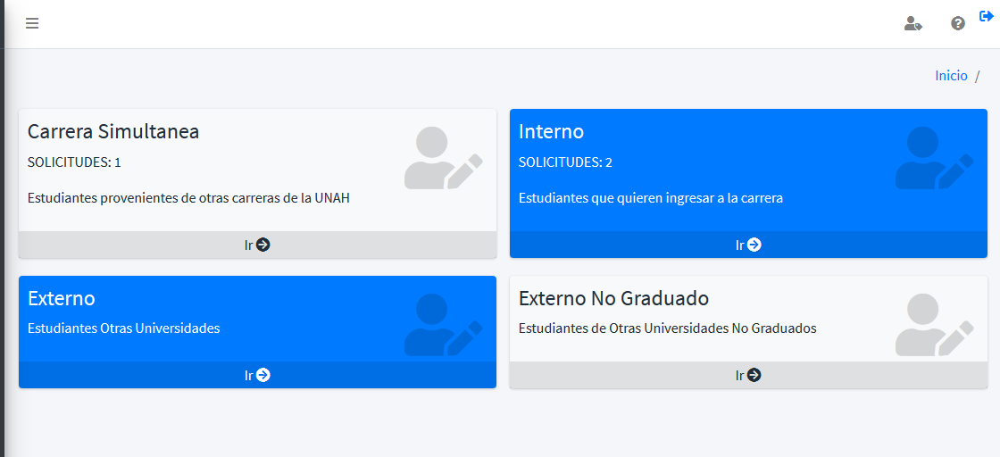 Inicio /
Carrera Simultanea
SOLICITUDES: 1
Estudiantes provenientes de otras carreras de la UNAH
Ir
Interno
SOLICITUDES: 2
Estudiantes que quieren ingresar a la carrera
Ir
Externo
Estudiantes Otras Universidades
Ir
Externo No Graduado
Estudiantes de Otras Universidades No Graduados
Ir